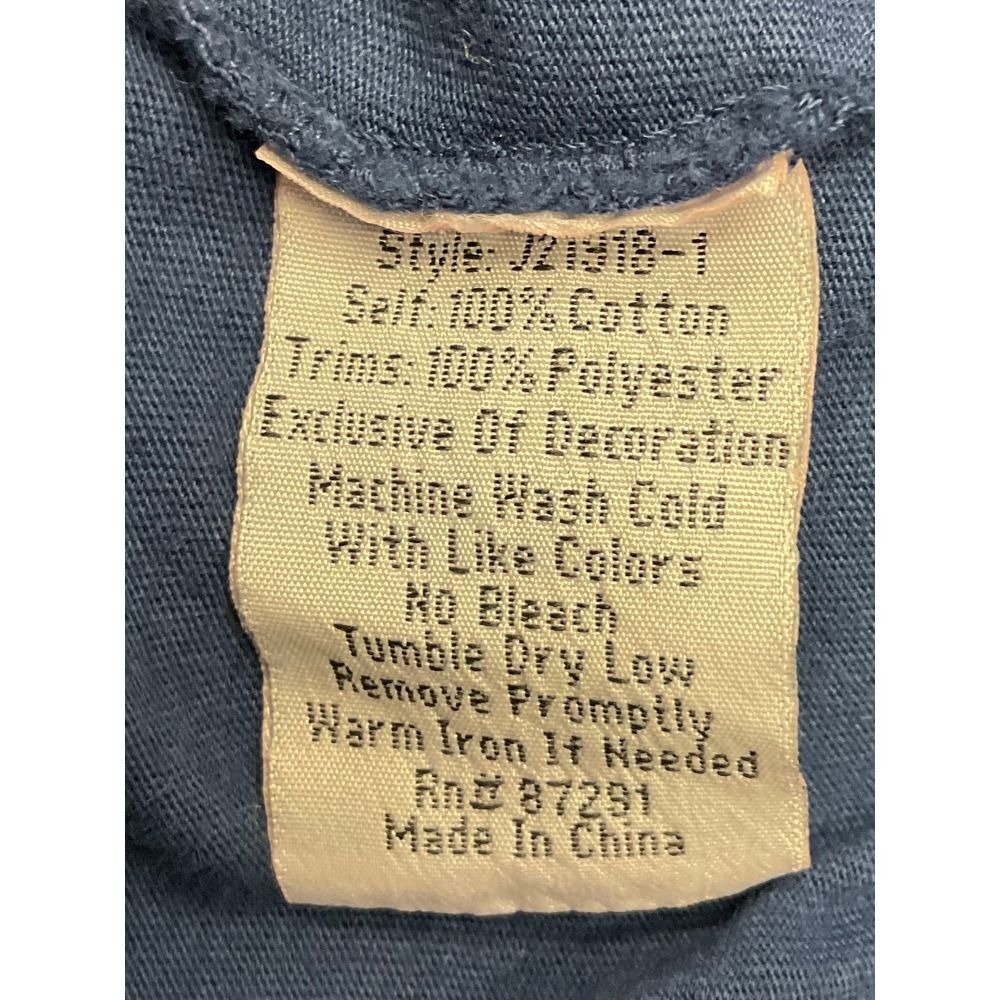 Style: J21918-1
Self: 100% Cotton
Trims: 100% Polyester
Exclusive Of Decoration
Machine Wash Cold
With Like Colors
No Bleach
Tumble Dry Low
Remove Promptly
Warm Iron If Needed
Rn# 87291
Made In China